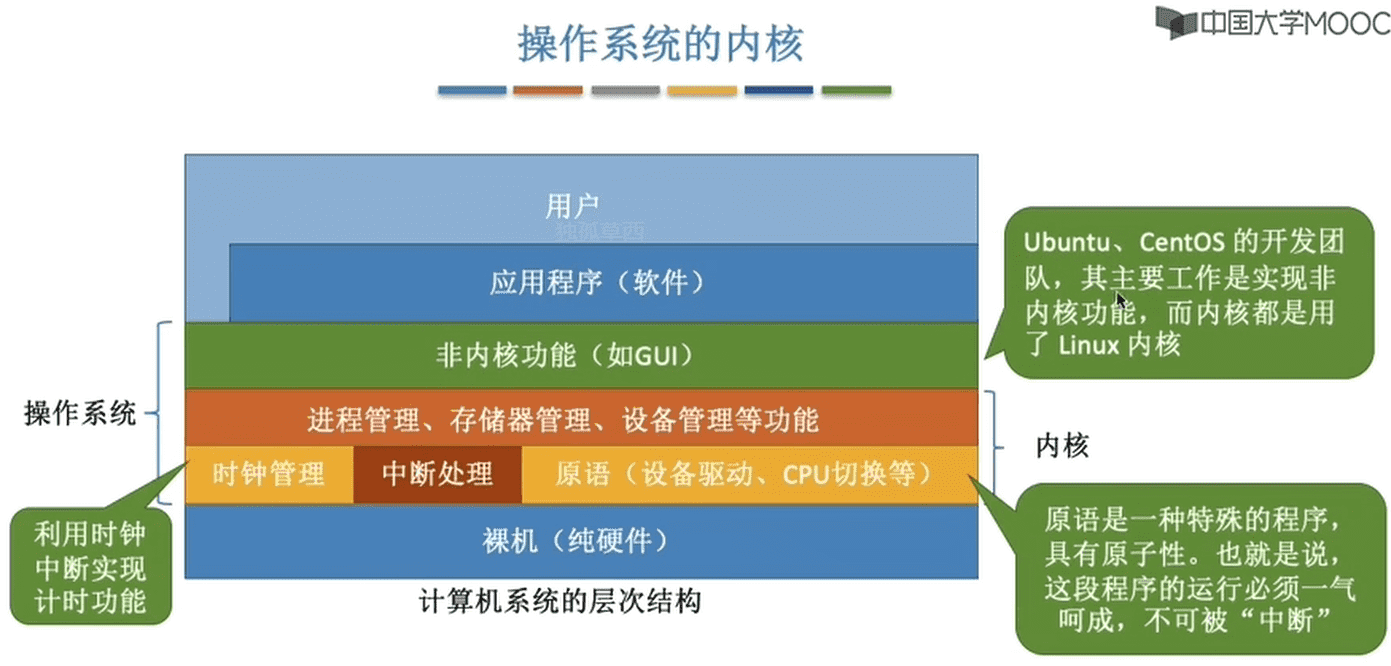 中国大学MOOC
操作系统的内核
用户
独孤草西
应用程序（软件）
Ubuntu、CentOS 的开发团
队，其主要工作是实现非
内核功能，而内核都是用
了 Linux 内核
非内核功能（如GUI）
操作系统
进程管理、存储器管理、设备管理等功能
内核
时钟管理
中断处理
原语（设备驱动、CPU切换等）
利用时钟
中断实现
计时功能
裸机（纯硬件）
原语是一种特殊的程序，
具有原子性。也就是说，
这段程序的运行必须一气
呵成，不可被“中断”
计算机系统的层次结构